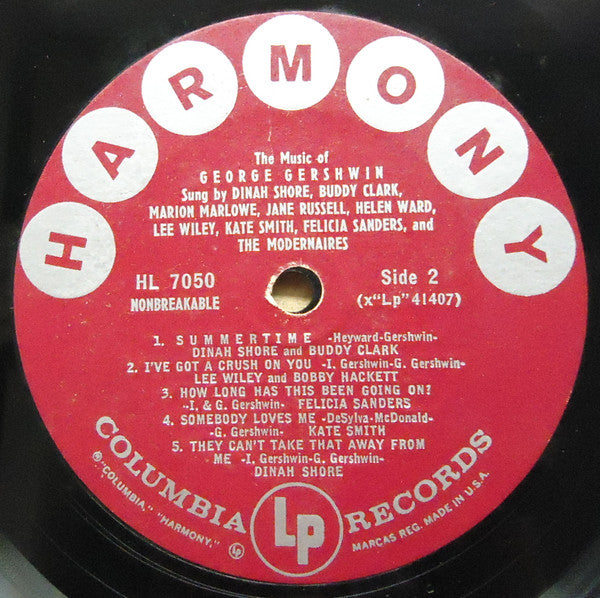 HARMONY
The Music of
GEORGE GERSHWIN
Sung by DINAH SHORE, BUDDY CLARK,
MARION MARLOWE, JANE RUSSELL, HELEN WARD,
LEE WILEY, KATE SMITH, FELICIA SANDERS, and
THE MODERNAIRES
HL 7050
NONBREAKABLE
Side 2
(x"Lp"41407)
1. SUMMERTIME -Heyward-Gershwin-
DINAH SHORE and BUDDY CLARK
2. I'VE GOT A CRUSH ON YOU -I. Gershwin-G. Gershwin-
LEE WILEY and BOBBY HACKETT
3. HOW LONG HAS THIS BEEN GOING ON?
-I. & G. Gershwin- FELICIA SANDERS
4. SOMEBODY LOVES ME -DeSylva-McDonald-
-G. Gershwin- KATE SMITH
5. THEY CAN'T TAKE THAT AWAY FROM
ME -I. Gershwin-G. Gershwin-
DINAH SHORE
COLUMBIA Lp RECORDS
® "COLUMBIA," "HARMONY," Lp
MARCAS REG. MADE IN U.S.A.